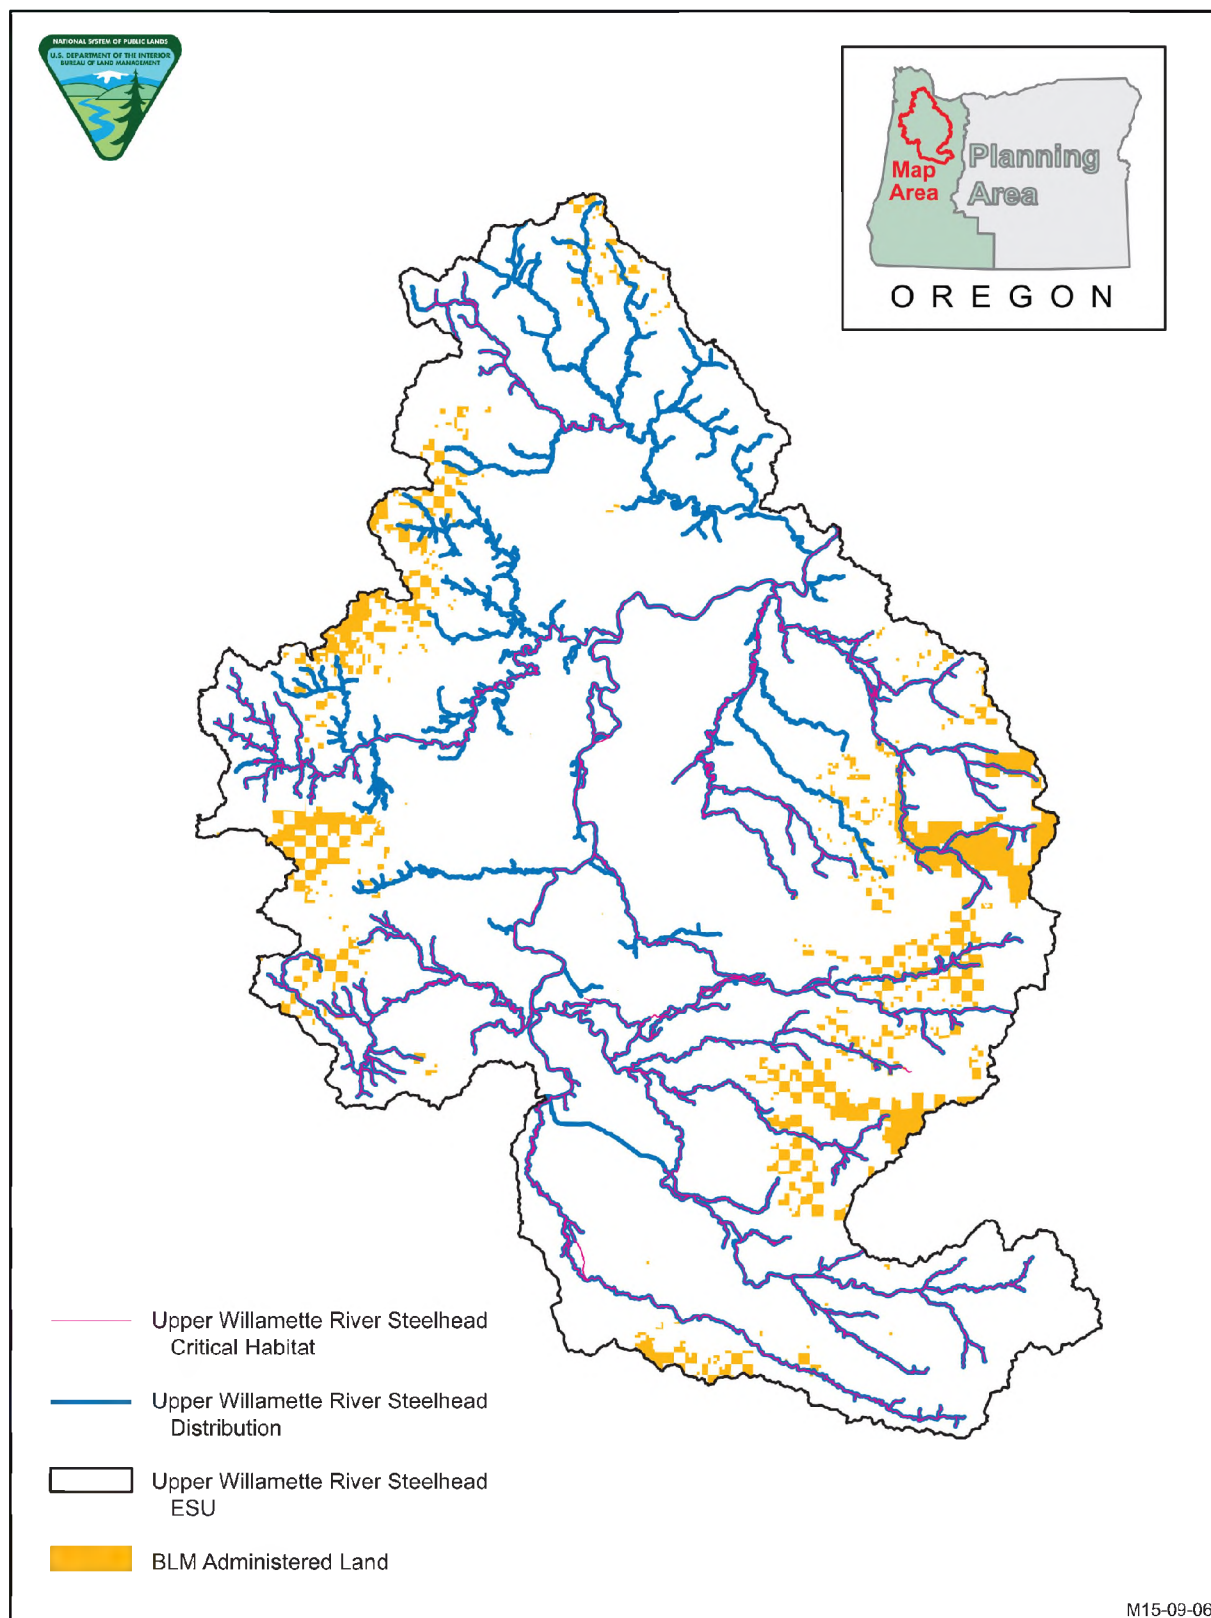 NATIONAL SYSTEM OF PUBLIC LANDS
U.S. DEPARTMENT OF THE INTERIOR
BUREAU OF LAND MANAGEMENT
Planning
Area
Map
Area
OREGON
Upper Willamette River Steelhead
Critical Habitat
Upper Willamette River Steelhead
Distribution
Upper Willamette River Steelhead
ESU
BLM Administered Land
M15-09-06